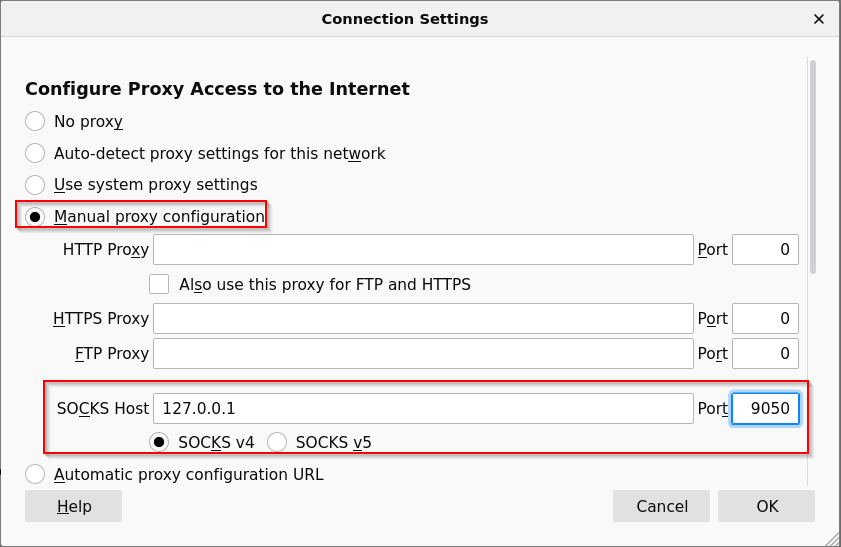 Connection Settings
Configure Proxy Access to the Internet
No proxy
Auto-detect proxy settings for this network
Use system proxy settings
Manual proxy configuration
HTTP Proxy Port 0
Also use this proxy for FTP and HTTPS
HTTPS Proxy Port 0
FTP Proxy Port 0
SOCKS Host 127.0.0.1 Port 9050
SOCKS v4 SOCKS v5
Automatic proxy configuration URL
Help Cancel OK